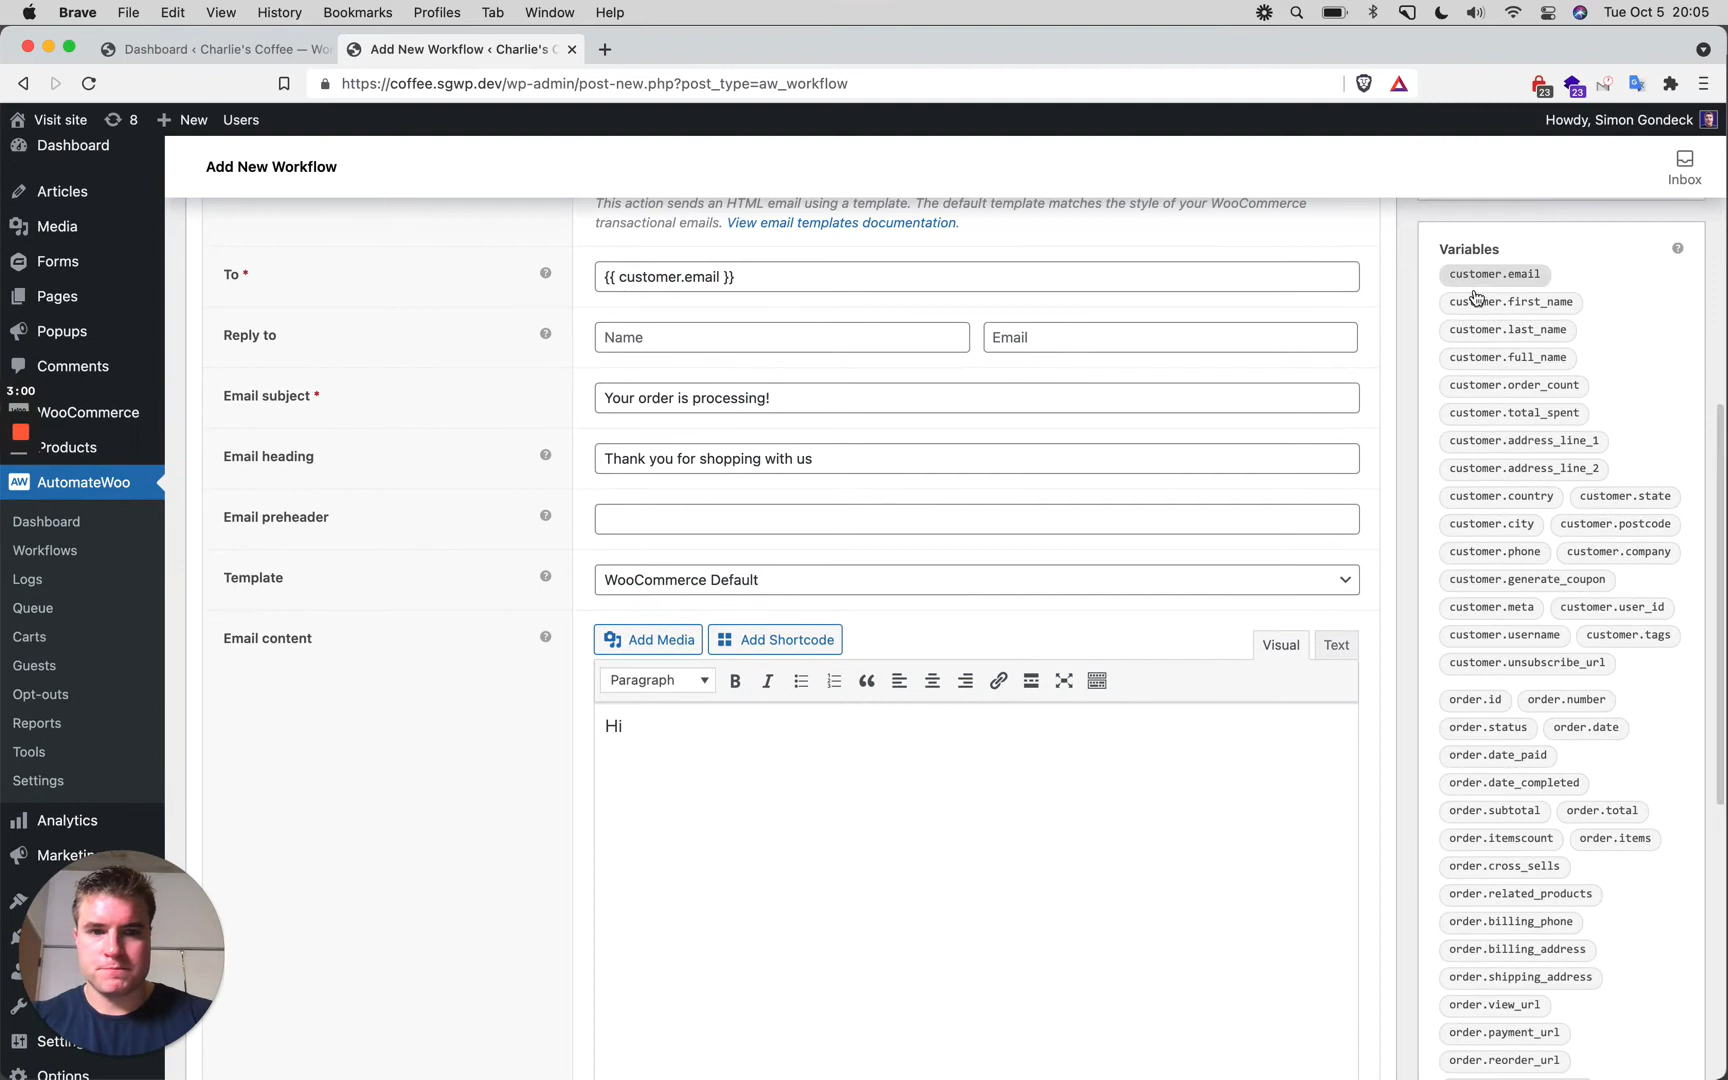 Brave File Edit View History Bookmarks Profiles Tab Window Help Tue Oct 5 20:05
Dashboard ‹ Charlie's Coffee — Wo
Add New Workflow ‹ Charlie's C
https://coffee.sgwp.dev/wp-admin/post-new.php?post_type=aw_workflow
23
23
Visit site 8 New Users
Howdy, Simon Gondeck
Dashboard
Articles
Media
Forms
Pages
Popups
Comments
3:00
WooCommerce
Products
AW AutomateWoo
Dashboard
Workflows
Logs
Queue
Carts
Guests
Opt-outs
Reports
Tools
Settings
Analytics
Marketin
Options
Add New Workflow
Inbox
This action sends an HTML email using a template. The default template matches the style of your WooCommerce
transactional emails. View email templates documentation.
To *
{{ customer.email }}
Reply to
Name
Email
Email subject *
Your order is processing!
Email heading
Thank you for shopping with us
Email preheader
Template
WooCommerce Default
Email content
Add Media
Add Shortcode
Visual Text
Paragraph
Hi
Variables
customer.email
customer.first_name
customer.last_name
customer.full_name
customer.order_count
customer.total_spent
customer.address_line_1
customer.address_line_2
customer.country customer.state
customer.city customer.postcode
customer.phone customer.company
customer.generate_coupon
customer.meta customer.user_id
customer.username customer.tags
customer.unsubscribe_url
order.id order.number
order.status order.date
order.date_paid
order.date_completed
order.subtotal order.total
order.itemscount order.items
order.cross_sells
order.related_products
order.billing_phone
order.billing_address
order.shipping_address
order.view_url
order.payment_url
order.reorder_url